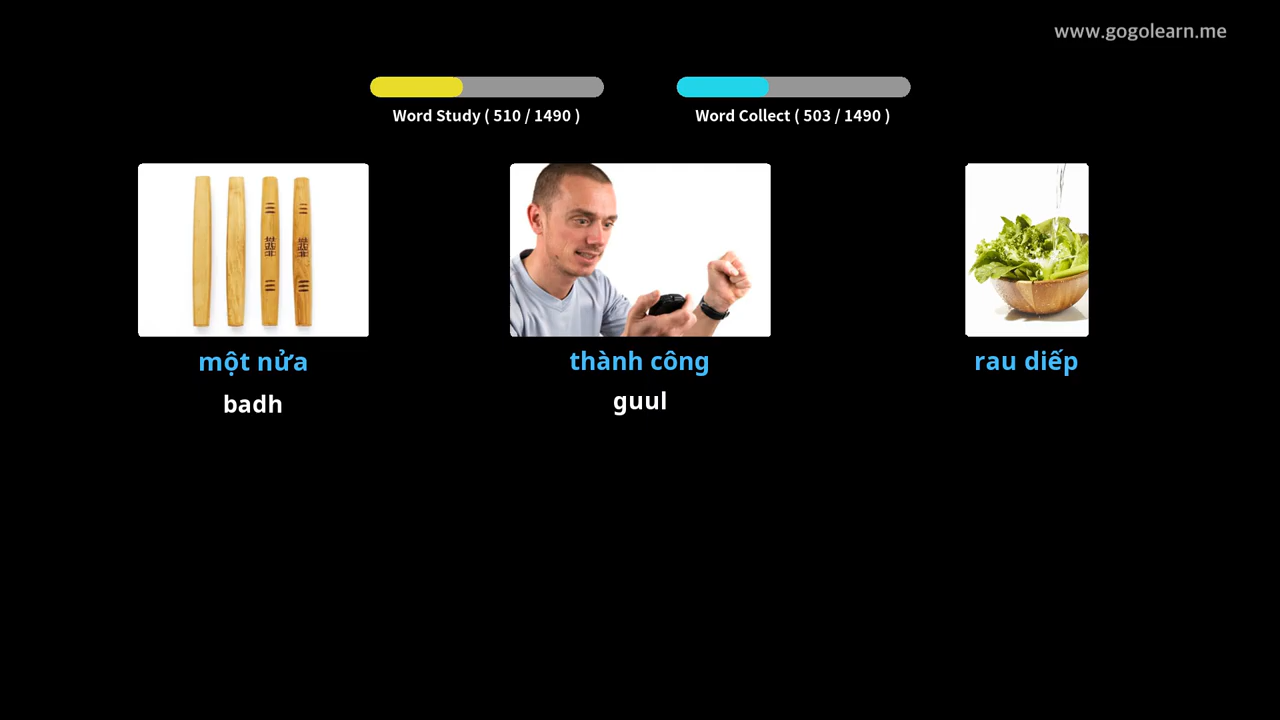 www.gogolearn.me
Word Study ( 510 / 1490 )
Word Collect ( 503 / 1490 )
một nửa
thành công
rau diếp
badh
guul